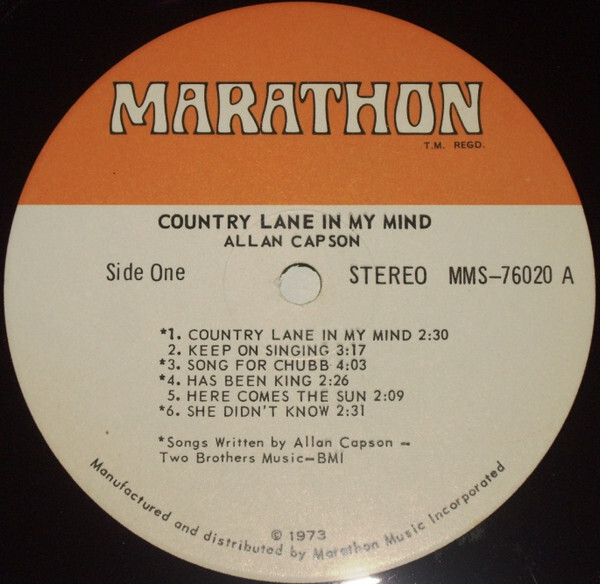 MARATHON
T.M. REGD.
COUNTRY LANE IN MY MIND
ALLAN CAPSON
Side One STEREO MMS-76020 A
*1. COUNTRY LANE IN MY MIND 2:30
2. KEEP ON SINGING 3:17
*3. SONG FOR CHUBB 4:03
*4. HAS BEEN KING 2:26
5. HERE COMES THE SUN 2:09
*6. SHE DIDN'T KNOW 2:31
*Songs Written by Allan Capson –
Two Brothers Music–BMI
© 1973
Manufactured and distributed by Marathon Music Incorporated